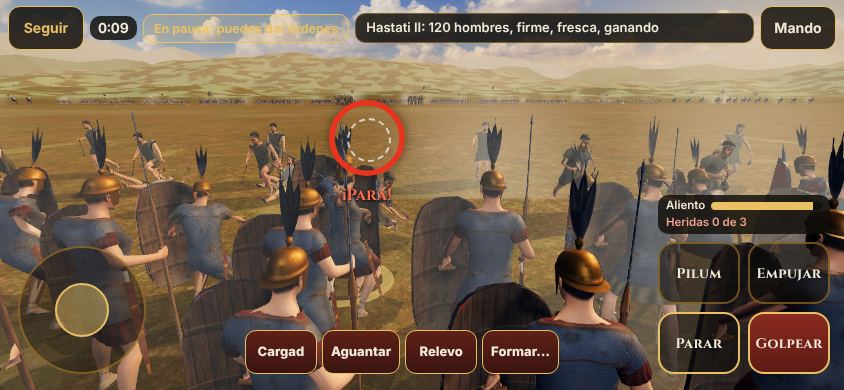 Seguir
0:09
En pausa: puedes dar órdenes
Hastati II: 120 hombres, firme, fresca, ganando
Mando
¡PARA!
Aliento
Heridas 0 de 3
PILUM
EMPUJAR
PARAR
GOLPEAR
Cargad
Aguantar
Relevo
Formar...